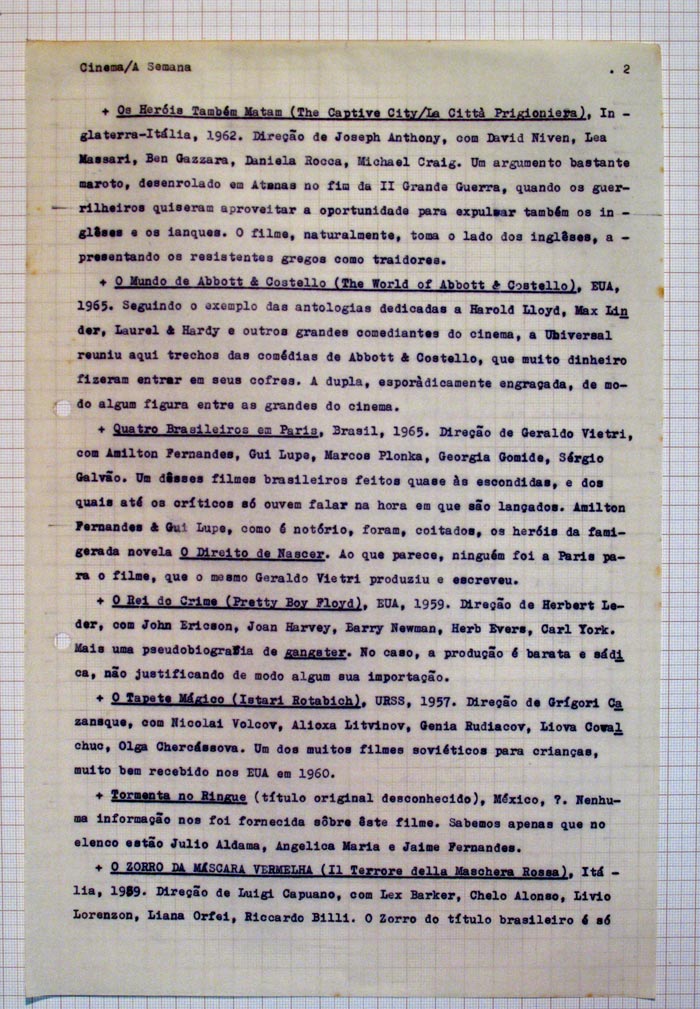 Cinema/A Semana . 2
+ Os Heróis Também Matam (The Captive City/La Città Prigioniera), In -
glaterra-Itália, 1962. Direção de Joseph Anthony, com David Niven, Lea
Massari, Ben Gazzara, Daniela Rocca, Michael Craig. Um argumento bastante
maroto, desenrolado em Atenas no fim da II Grande Guerra, quando os guer-
rilheiros quiseram aproveitar a oportunidade para expulsar também os in -
glêses e os ianques. O filme, naturalmente, toma o lado dos inglêses, a -
presentando os resistentes gregos como traidores.
+ O Mundo de Abbott & Costello (The World of Abbott & Costello), EUA,
1965. Seguindo o exemplo das antologias dedicadas a Harold Lloyd, Max Lin
der, Laurel & Hardy e outros grandes comediantes do cinema, a Universal
reuniu aqui trechos das comédias de Abbott & Costello, que muito dinheiro
fizeram entrar em seus cofres. A dupla, esporàdicamente engraçada, de mo-
do algum figura entre as grandes do cinema.
+ Quatro Brasileiros em Paris, Brasil, 1965. Direção de Geraldo Vietri,
com Amilton Fernandes, Gui Lupe, Marcos Plonka, Georgia Gomide, Sérgio
Galvão. Um dêsses filmes brasileiros feitos quase às escondidas, e dos
quais até os críticos só ouvem falar na hora em que são lançados. Amilton
Fernandes & Gui Lupe, como é notório, foram, coitados, os heróis da fami-
gerada novela O Direito de Nascer. Ao que parece, ninguém foi a Paris pa-
ra o filme, que o mesmo Geraldo Vietri produziu e escreveu.
+ O Rei do Crime (Pretty Boy Floyd), EUA, 1959. Direção de Herbert Le-
der, com John Ericson, Joan Harvey, Barry Newman, Herb Evers, Carl York.
Mais uma pseudobiografia de gangster. No caso, a produção é barata e sádi
ca, não justificando de modo algum sua importação.
+ O Tapete Mágico (Istari Rotabich), URSS, 1957. Direção de Grígori Ca
zansque, com Nicolai Volcov, Alioxa Litvinov, Genia Rudiacov, Liova Coval
chuc, Olga Chercássova. Um dos muitos filmes soviéticos para crianças,
muito bem recebido nos EUA em 1960.
+ Tormenta no Ringue (título original desconhecido), México, ?. Nenhu-
ma informação nos foi fornecida sôbre êste filme. Sabemos apenas que no
elenco estão Julio Aldama, Angelica Maria e Jaime Fernandes.
+ O ZORRO DA MÁSCARA VERMELHA (Il Terrore della Maschera Rossa), Itá -
lia, 1959. Direção de Luigi Capuano, com Lex Barker, Chelo Alonso, Livio
Lorenzon, Liana Orfei, Riccardo Billi. O Zorro do título brasileiro é só